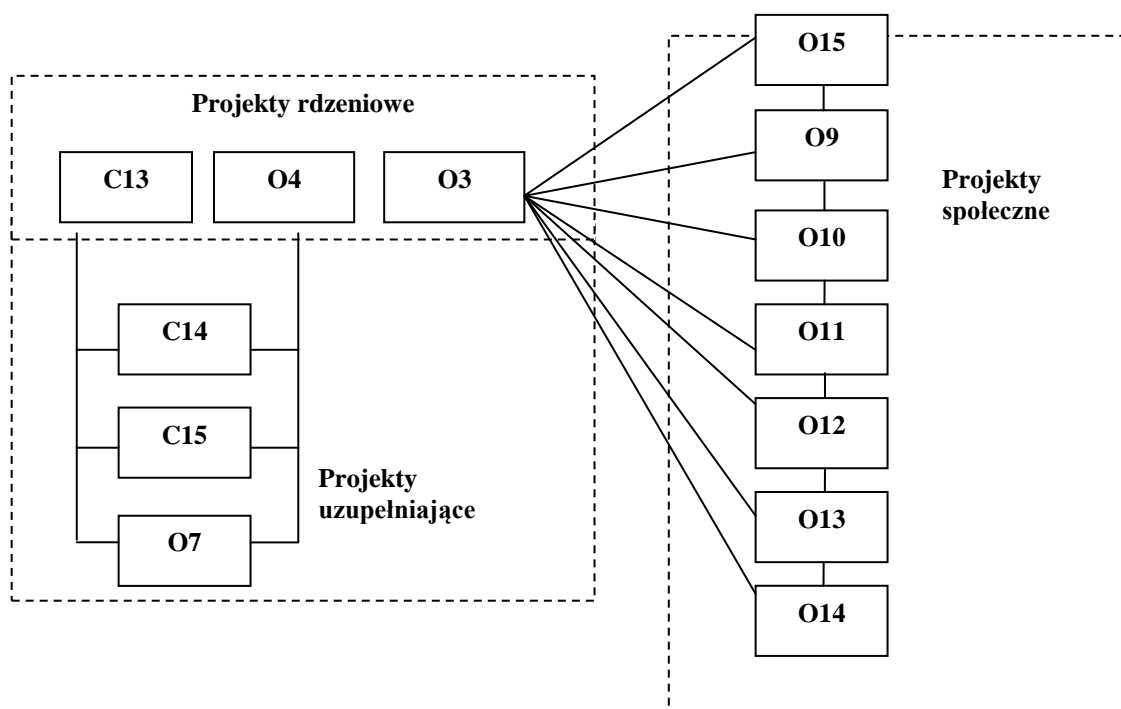 Projekty rdzeniowe
C13
O4
O3
C14
C15
O7
Projekty
uzupełniające
O15
O9
O10
O11
O12
O13
O14
Projekty
społeczne